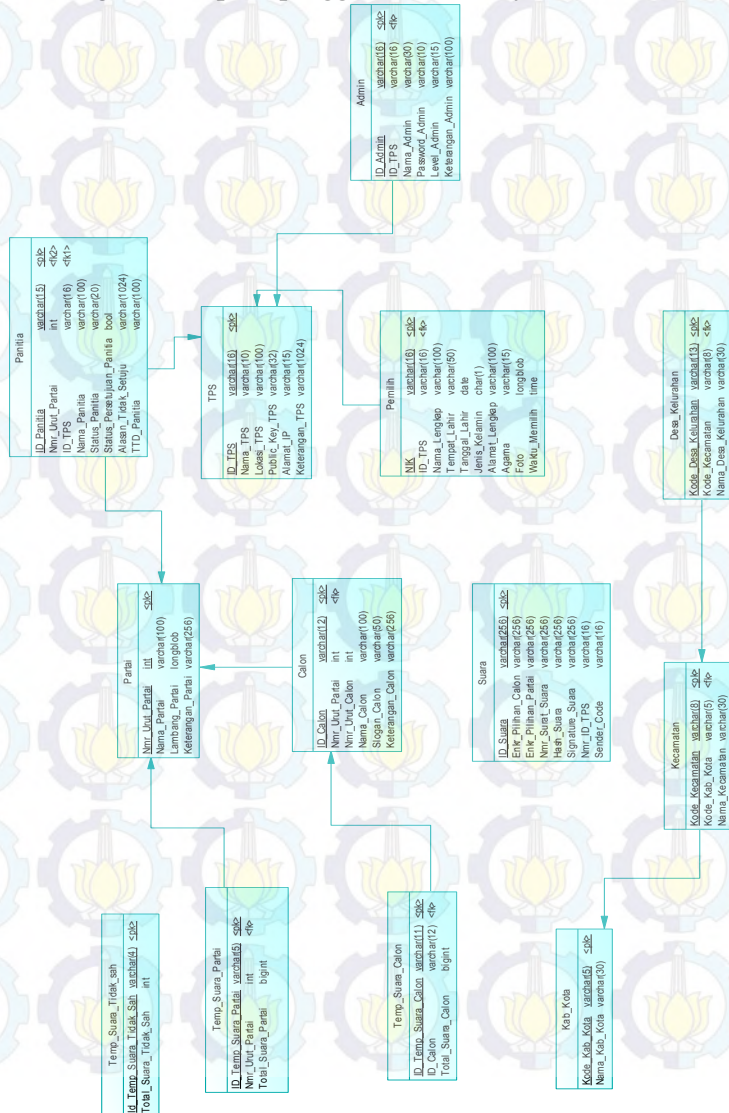 Temp_Suara_Tidak_sah
Id_Temp_Suara_Tidak_Sah varchar(4) <pk>
Total_Suara_Tidak_Sah int
Temp_Suara_Partai
ID_Temp_Suara_Partai varchar(5) <pk>
Nmr_Urut_Partai int <fk>
Total_Suara_Partai bigint
Temp_Suara_Calon
ID_Temp_Suara_Calon varchar(11) <pk>
ID_Calon varchar(12) <fk>
Total_Suara_Calon bigint
Kab_Kota
Kode_Kab_Kota varchar(5) <pk>
Nama_Kab_Kota varchar(30)
Partai
Nmr_Urut_Partai int <pk>
Nama_Partai varchar(100)
Lambang_Partai longblob
Keterangan_Partai varchar(256)
Calon
ID_Calon varchar(12) <pk>
Nmr_Urut_Partai int <fk>
Nmr_Urut_Calon int
Nama_Calon varchar(100)
Slogan_Calon varchar(50)
Keterangan_Calon varchar(256)
Suara
ID_Suara varchar(256) <pk>
Enkr_Pilihan_Calon varchar(256)
Enkr_Pilihan_Partai varchar(256)
Nmr_Surat_Suara varchar(256)
Hash_Suara varchar(256)
Signature_Suara varchar(256)
Nmr_ID_TPS varchar(16)
Sender_Code varchar(16)
Kecamatan
Kode_Kecamatan varchar(8) <pk>
Kode_Kab_Kota varchar(5) <fk>
Nama_Kecamatan varchar(30)
Panitia
ID_Panitia varchar(15) <pk>
Nmr_Urut_Partai int <fk2>
ID_TPS varchar(16) <fk1>
Nama_Panitia varchar(100)
Status_Panitia varchar(20)
Status_Persetujuan_Panitia bool
Alasan_Tidak_Setuju varchar(1024)
TTD_Panitia varchar(100)
TPS
ID_TPS varchar(16) <pk>
Nama_TPS varchar(10)
Lokasi_TPS varchar(100)
Public_Key_TPS varchar(32)
Alamat_IP varchar(15)
Keterangan_TPS varchar(1024)
Pemilih
NIK varchar(16) <pk>
ID_TPS varchar(16) <fk>
Nama_Lengkap varchar(100)
Tempat_Lahir varchar(50)
Tanggal_Lahir date
Jenis_Kelamin char(1)
Alamat_Lengkap varchar(100)
Agama varchar(15)
Foto longblob
Waktu_Memilih time
Desa_Kelurahan
Kode_Desa_Kelurahan varchar(13) <pk>
Kode_Kecamatan varchar(8) <fk>
Nama_Desa_Kelurahan varchar(30)
Admin
ID_Admin varchar(16) <pk>
ID_TPS varchar(16) <fk>
Nama_Admin varchar(30)
Password_Admin varchar(10)
Level_Admin varchar(15)
Keterangan_Admin varchar(100)